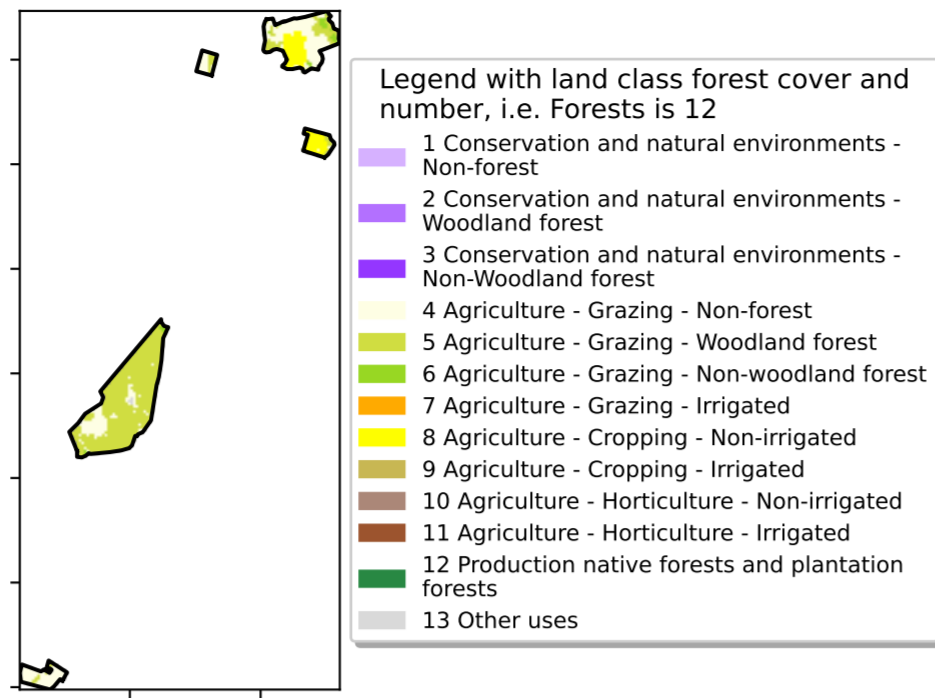 Legend with land class forest cover and
number, i.e. Forests is 12
1 Conservation and natural environments -
Non-forest
2 Conservation and natural environments -
Woodland forest
3 Conservation and natural environments -
Non-Woodland forest
4 Agriculture - Grazing - Non-forest
5 Agriculture - Grazing - Woodland forest
6 Agriculture - Grazing - Non-woodland forest
7 Agriculture - Grazing - Irrigated
8 Agriculture - Cropping - Non-irrigated
9 Agriculture - Cropping - Irrigated
10 Agriculture - Horticulture - Non-irrigated
11 Agriculture - Horticulture - Irrigated
12 Production native forests and plantation
forests
13 Other uses